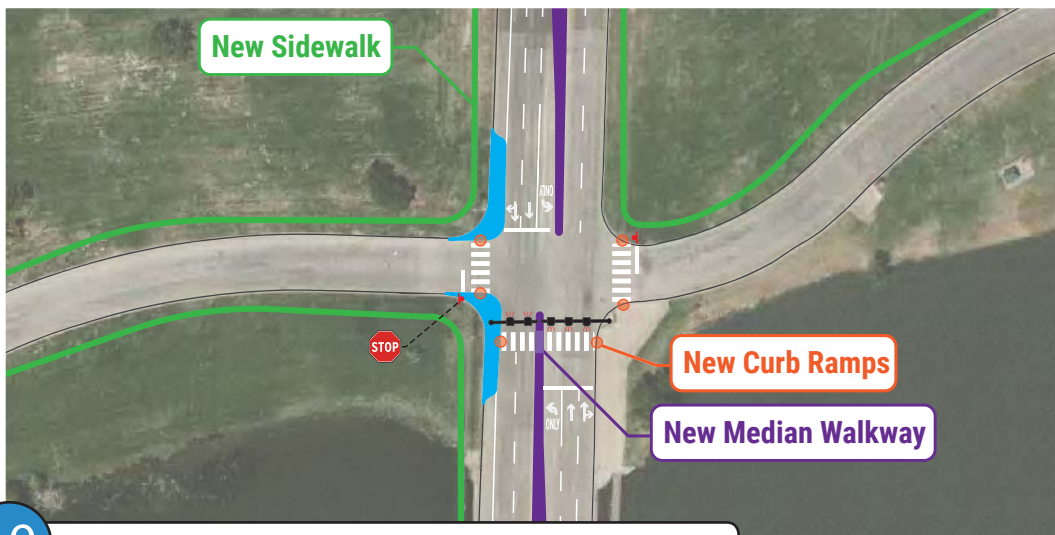 New Sidewalk
ONLY
STOP
New Curb Ramps
ONLY
New Median Walkway